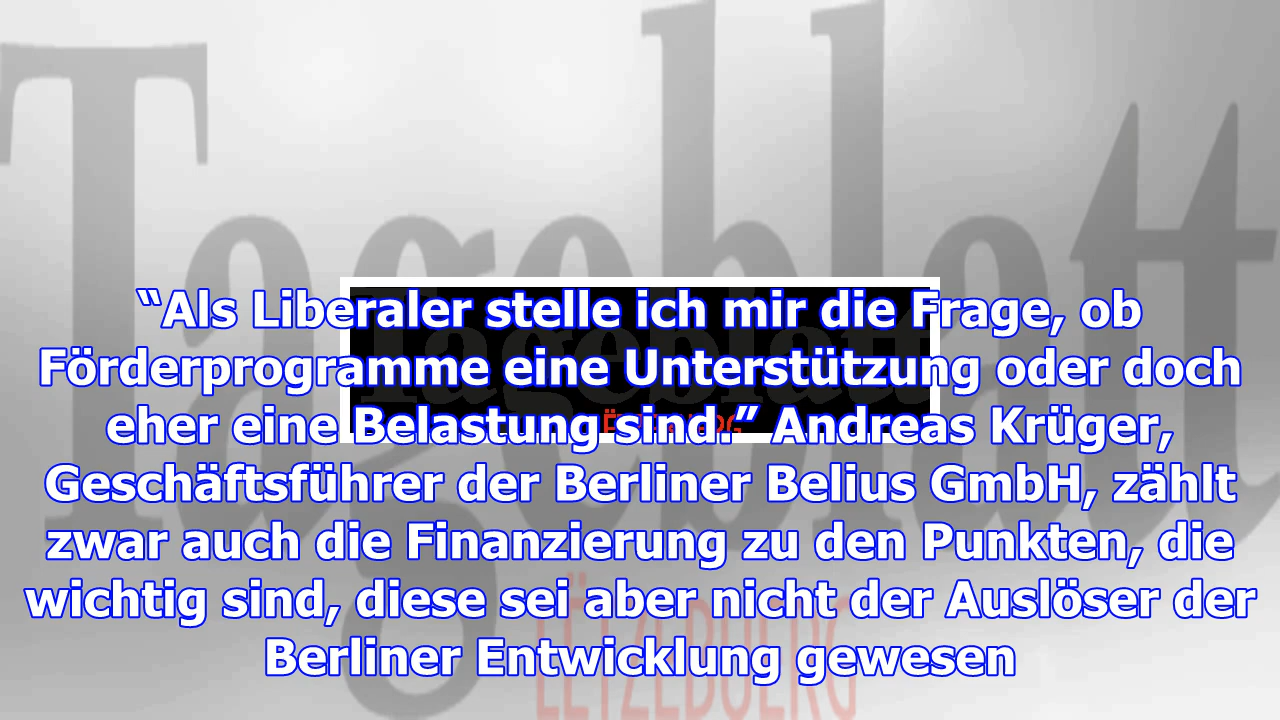 Tageblatt
LËTZEBUERG
“Als Liberaler stelle ich mir die Frage, ob
Förderprogramme eine Unterstützung oder doch
eher eine Belastung sind.” Andreas Krüger,
Geschäftsführer der Berliner Belius GmbH, zählt
zwar auch die Finanzierung zu den Punkten, die
wichtig sind, diese sei aber nicht der Auslöser der
Berliner Entwicklung gewesen